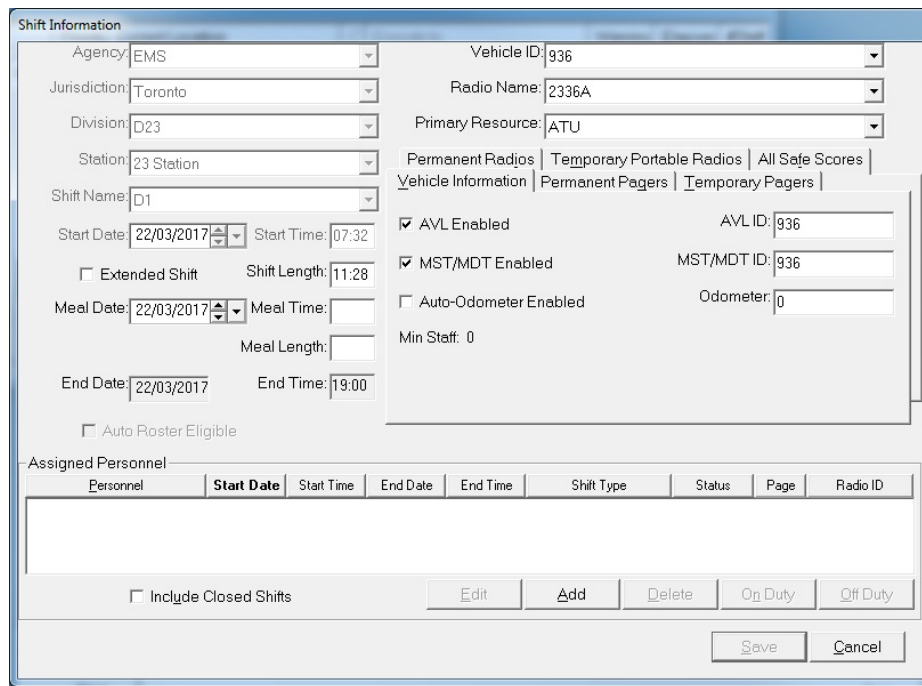 Shift Information
Agency: EMS
Vehicle ID: 936
Jurisdiction: Toronto
Radio Name: 2336A
Division: D23
Primary Resource: ATU
Station: 23 Station
Permanent Radios Temporary Portable Radios All Safe Scores
Vehicle Information Permanent Pagers Temporary Pagers
Shift Name: D1
AVL Enabled AVL ID: 936
Start Date: 22/03/2017 Start Time: 07:32
MST/MDT Enabled MST/MDT ID: 936
Extended Shift Shift Length: 11:28
Auto-Odometer Enabled Odometer: 0
Meal Date: 22/03/2017 Meal Time:
Min Staff: 0
Meal Length:
End Date: 22/03/2017 End Time: 19:00
Auto Roster Eligible
Assigned Personnel
Personnel Start Date Start Time End Date End Time Shift Type Status Page Radio ID
Include Closed Shifts Edit Add Delete On Duty Off Duty
Save Cancel